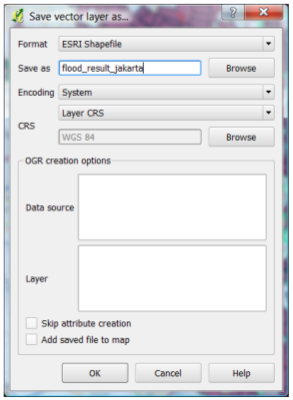 Save vector layer as...
Format ESRI Shapefile
Save as flood_result_jakarta Browse
Encoding System
Layer CRS
CRS
WGS 84 Browse
OGR creation options
Data source
Layer
Skip attribute creation
Add saved file to map
OK Cancel Help